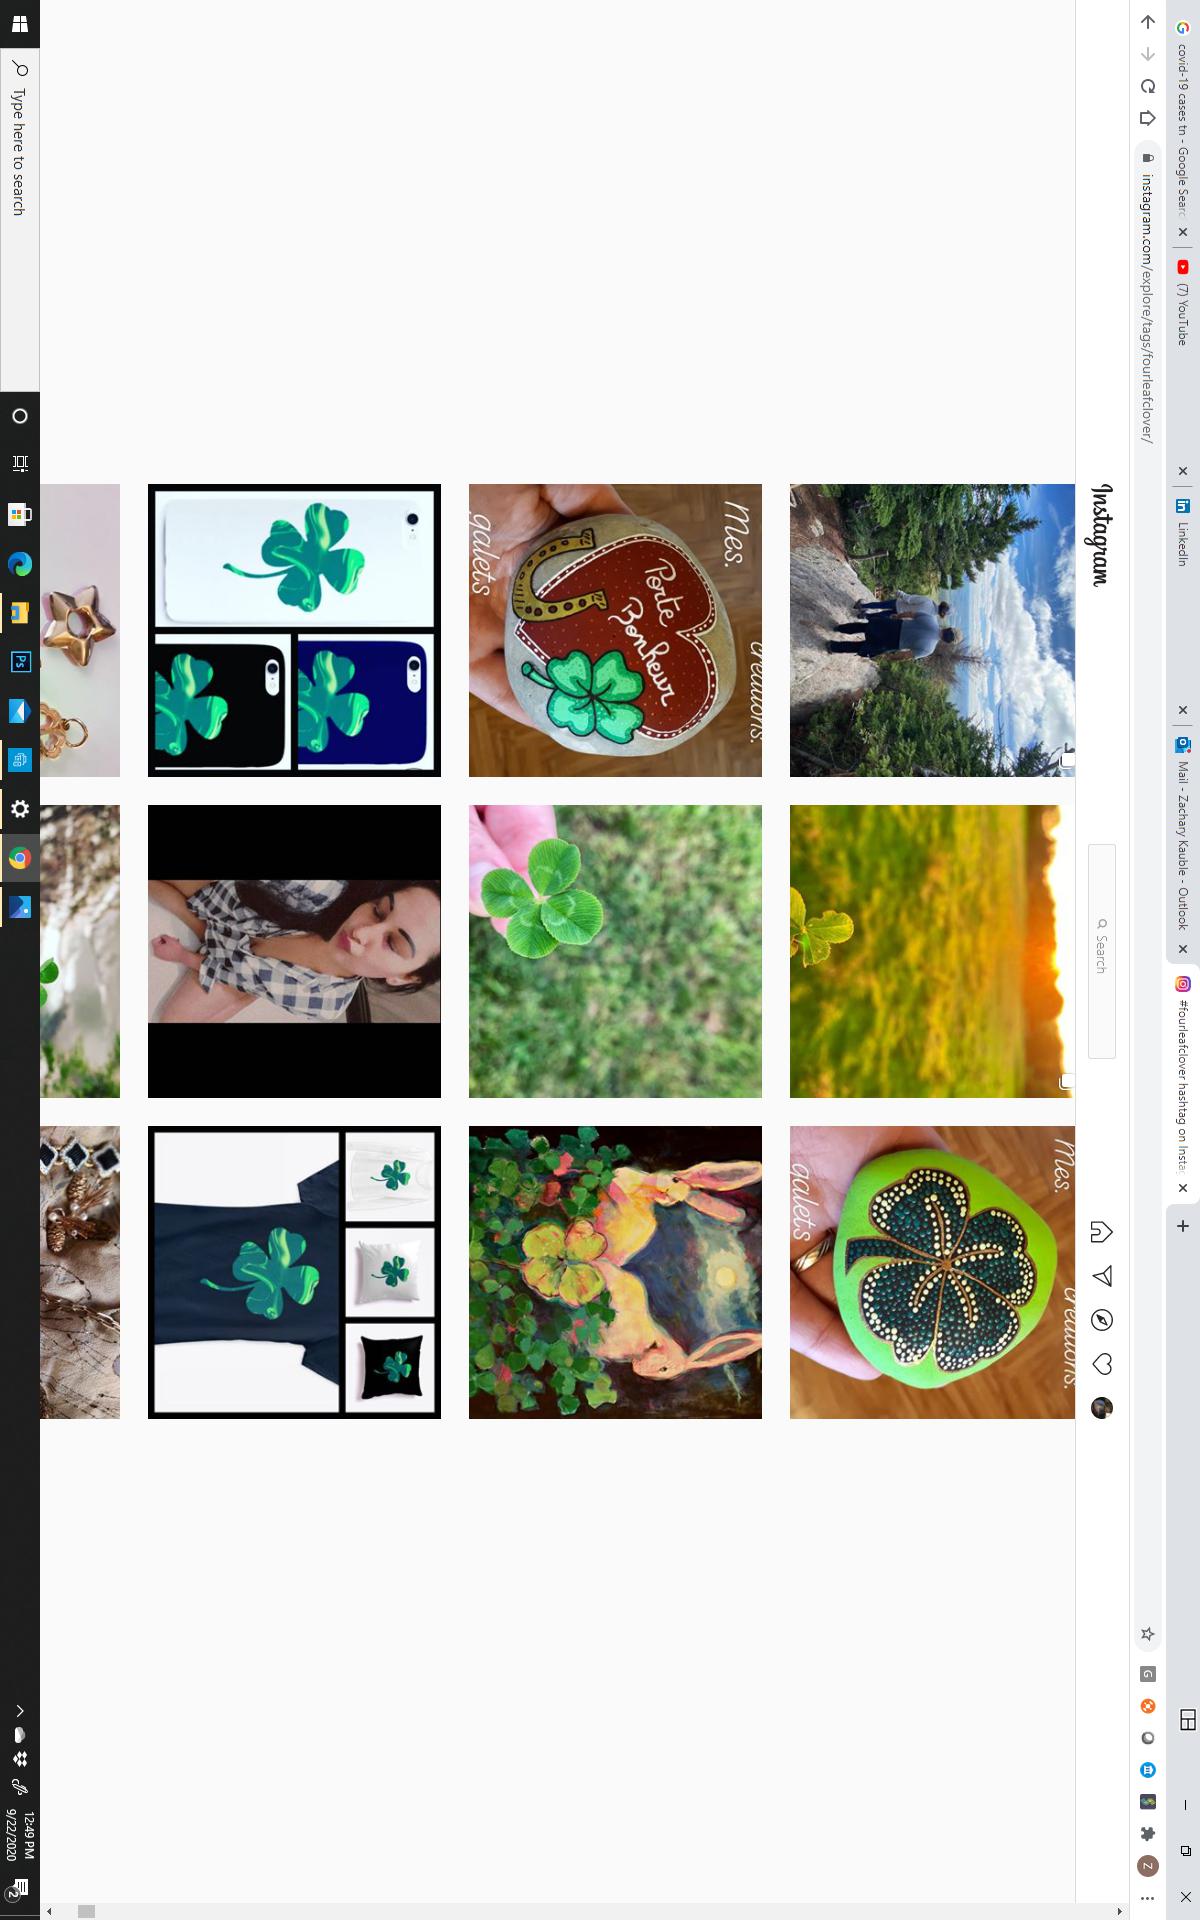 covid-19 cases tn - Google Searc
(7) YouTube
LinkedIn
Mail - Zachary Kauble - Outlook
#fourleafclover hashtag on Insta
instagram.com/explore/tags/fourleafclover/
G
Z
Instagram
Search
Mes.
créations.
galets
Mes.
créations.
Porte
Bonheur
galets
Type here to search
Ps
12:49 PM
9/22/2020
2